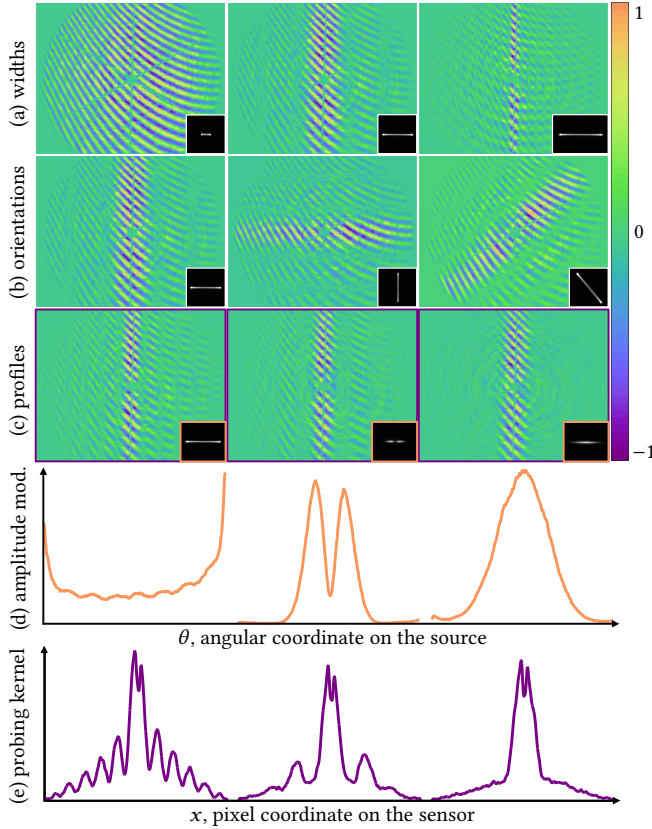 (a) widths
(b) orientations
(c) profiles
1
0
−1
(d) amplitude mod.
θ, angular coordinate on the source
(e) probing kernel
x, pixel coordinate on the sensor